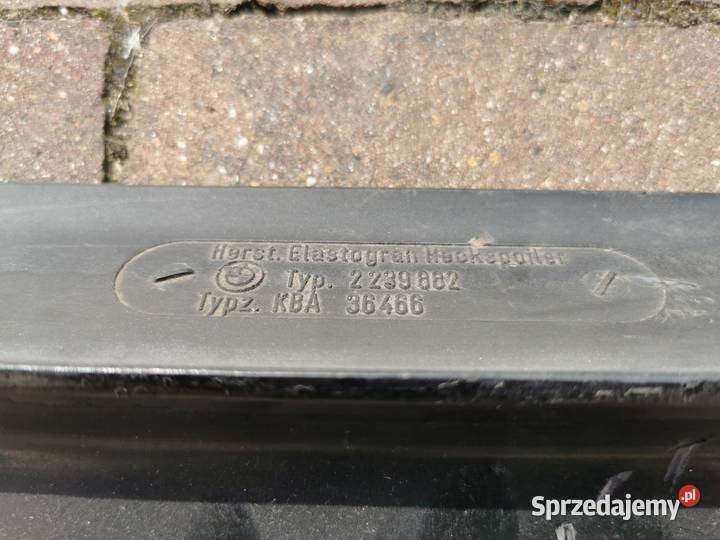 Herst. Elastogran Heckspoiler
Typ. 2 239 882
Typz. KBA 36466
Sprzedajemy.pl